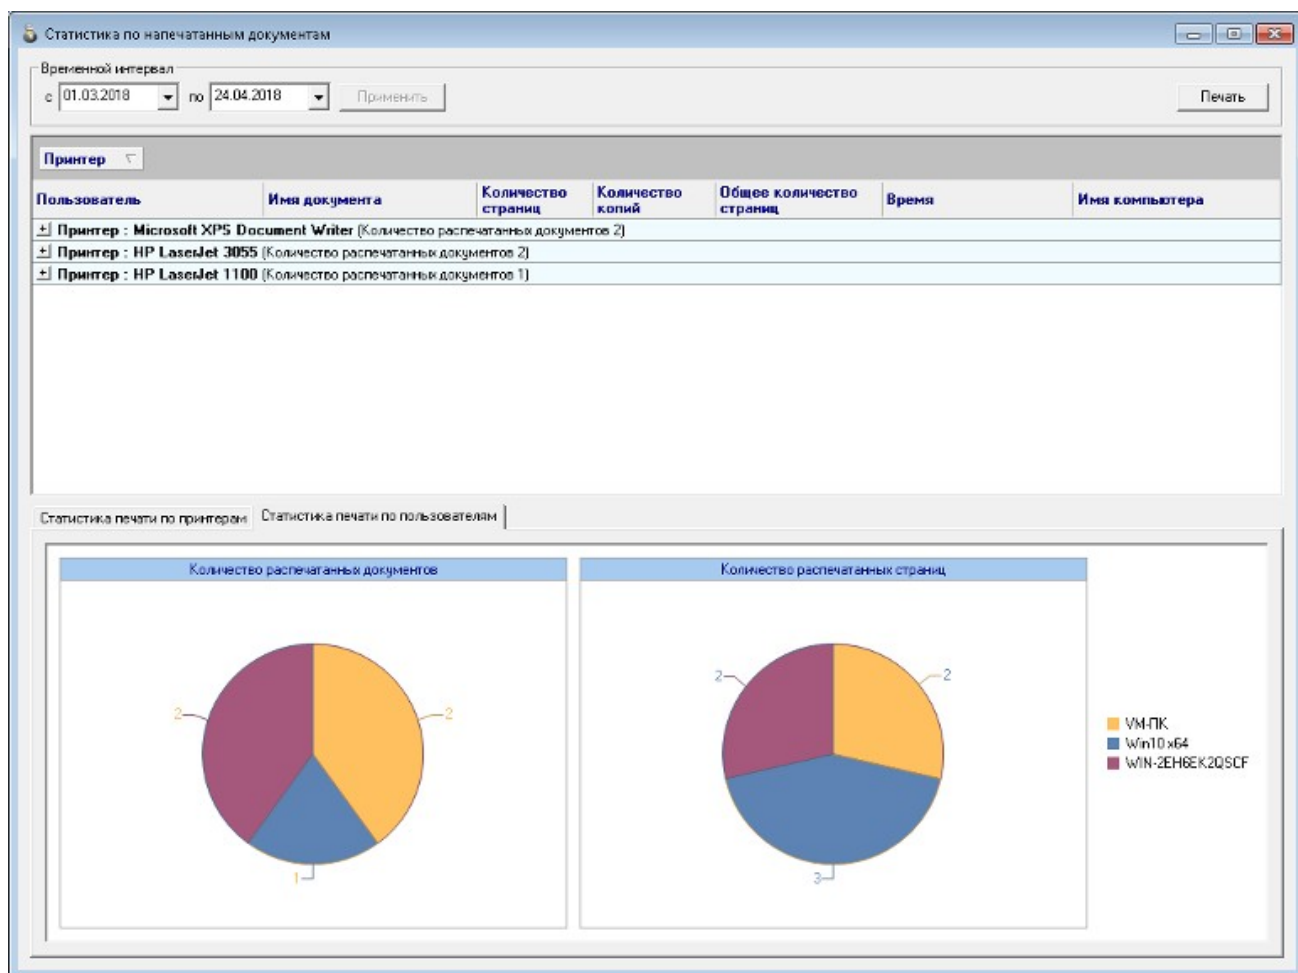 Статистика по напечатанным документам
Временной интервал
с 01.03.2018 по 24.04.2018 Применить Печать
Принтер
Пользователь Имя документа Количество страниц Количество копий Общее количество страниц Время Имя компьютера
Принтер : Microsoft XPS Document Writer (Количество распечатанных документов 2)
Принтер : HP LaserJet 3055 (Количество распечатанных документов 2)
Принтер : HP LaserJet 1100 (Количество распечатанных документов 1)
Статистика печати по принтерам Статистика печати по пользователям
Количество распечатанных документов Количество распечатанных страниц
2 2 2 2
1 3
VM-ПК
Win10 x64
WIN-2EH6EK2QSCF